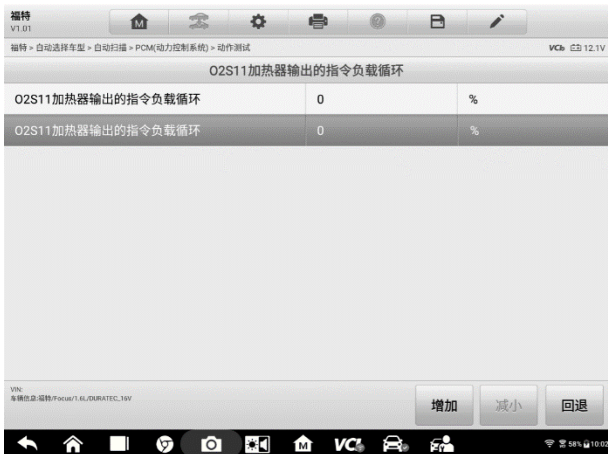 福特
V1.01
福特 > 自动选择车型 > 自动扫描 > PCM(动力控制系统) > 动作测试
VCI 12.1V
O2S11加热器输出的指令负载循环
O2S11加热器输出的指令负载循环 0 %
O2S11加热器输出的指令负载循环 0 %
VIN:
车辆信息:福特/Focus/1.6L/DURATEC_16V
增加 减小 回退
M VCI 58% 10:02